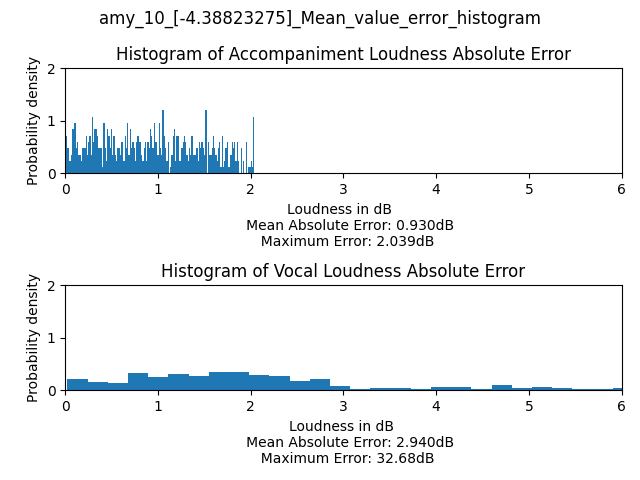 amy_10_[-4.38823275]_Mean_value_error_histogram
Histogram of Accompaniment Loudness Absolute Error
Probability density
2
1
0
0 1 2 3 4 5 6
Loudness in dB
Mean Absolute Error: 0.930dB
Maximum Error: 2.039dB
Histogram of Vocal Loudness Absolute Error
Probability density
2
1
0
0 1 2 3 4 5 6
Loudness in dB
Mean Absolute Error: 2.940dB
Maximum Error: 32.68dB